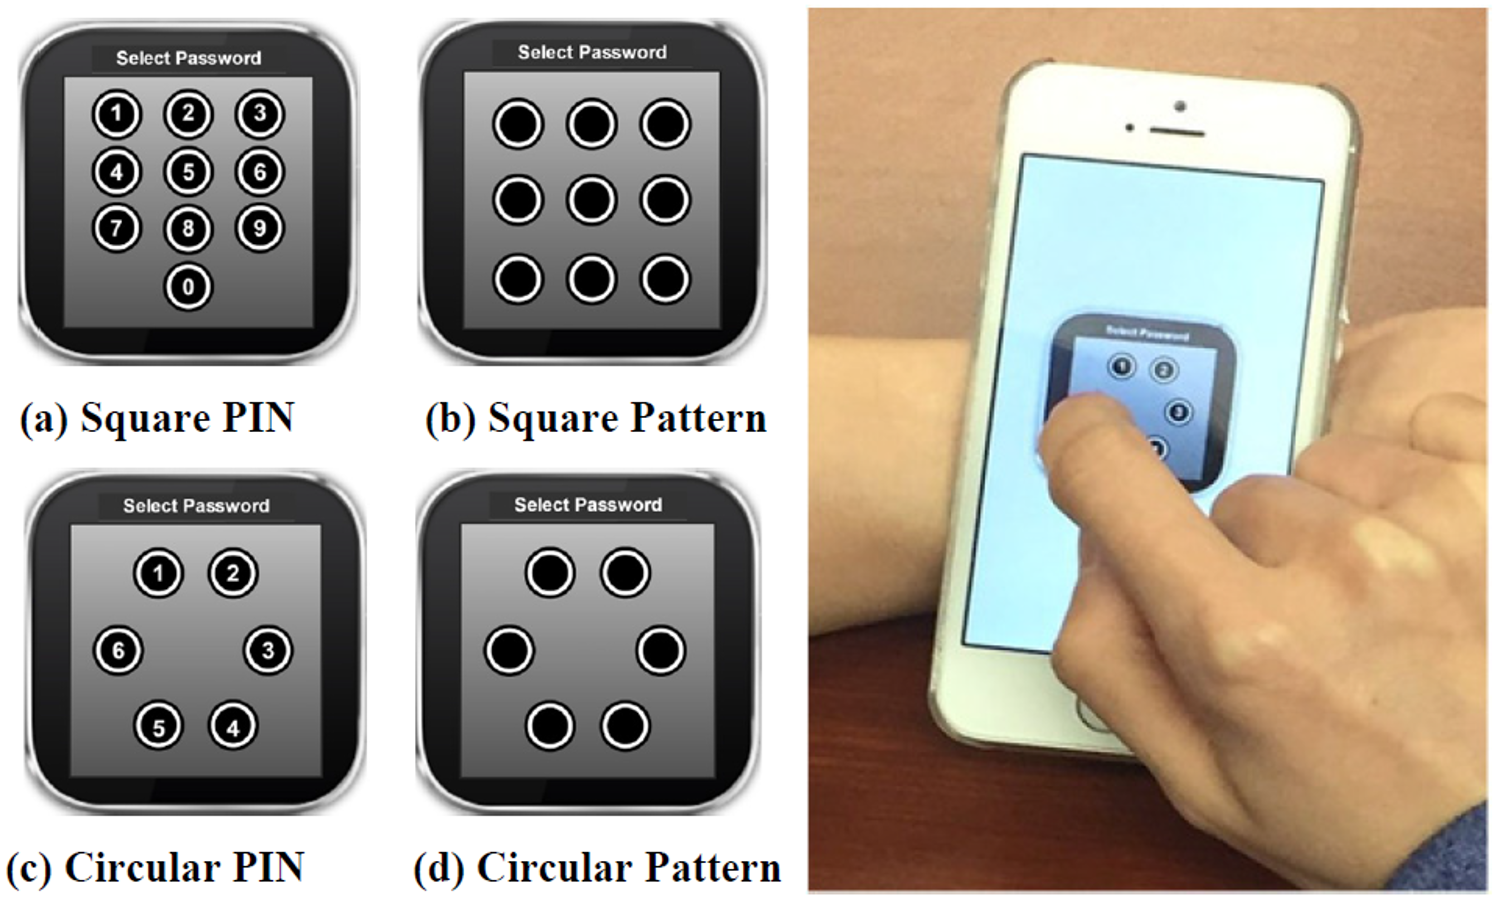 Select Password
1 2 3
4 5 6
7 8 9
0
(a) Square PIN
Select Password
(b) Square Pattern
Select Password
1 2
6 3
5 4
(c) Circular PIN
Select Password
(d) Circular Pattern
Select Password
1 2
3